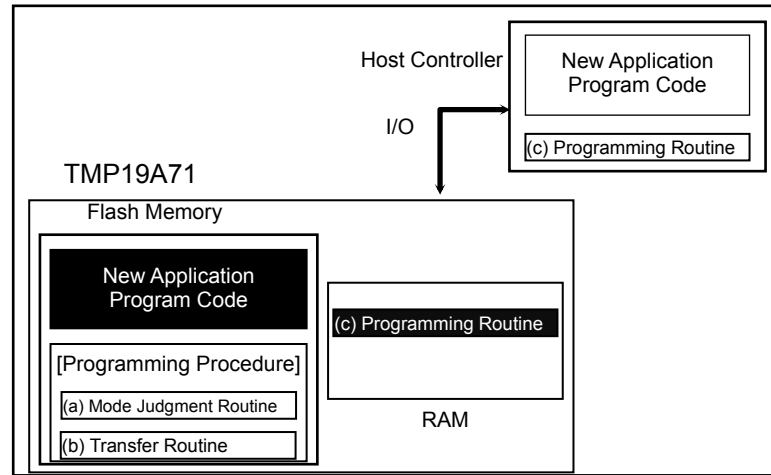 Host Controller
New Application
Program Code
I/O
(c) Programming Routine
TMP19A71
Flash Memory
New Application
Program Code
(c) Programming Routine
[Programming Procedure]
(a) Mode Judgment Routine
RAM
(b) Transfer Routine